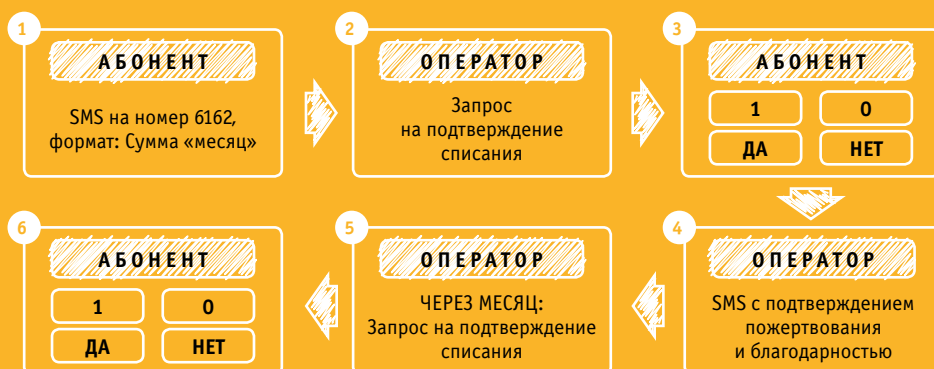 1
АБОНЕНТ
SMS на номер 6162,
формат: Сумма «месяц»
2
ОПЕРАТОР
Запрос
на подтверждение
списания
3
АБОНЕНТ
1 0
ДА НЕТ
4
ОПЕРАТОР
SMS с подтверждением
пожертвования
и благодарностью
5
ОПЕРАТОР
ЧЕРЕЗ МЕСЯЦ:
Запрос на подтверждение
списания
6
АБОНЕНТ
1 0
ДА НЕТ